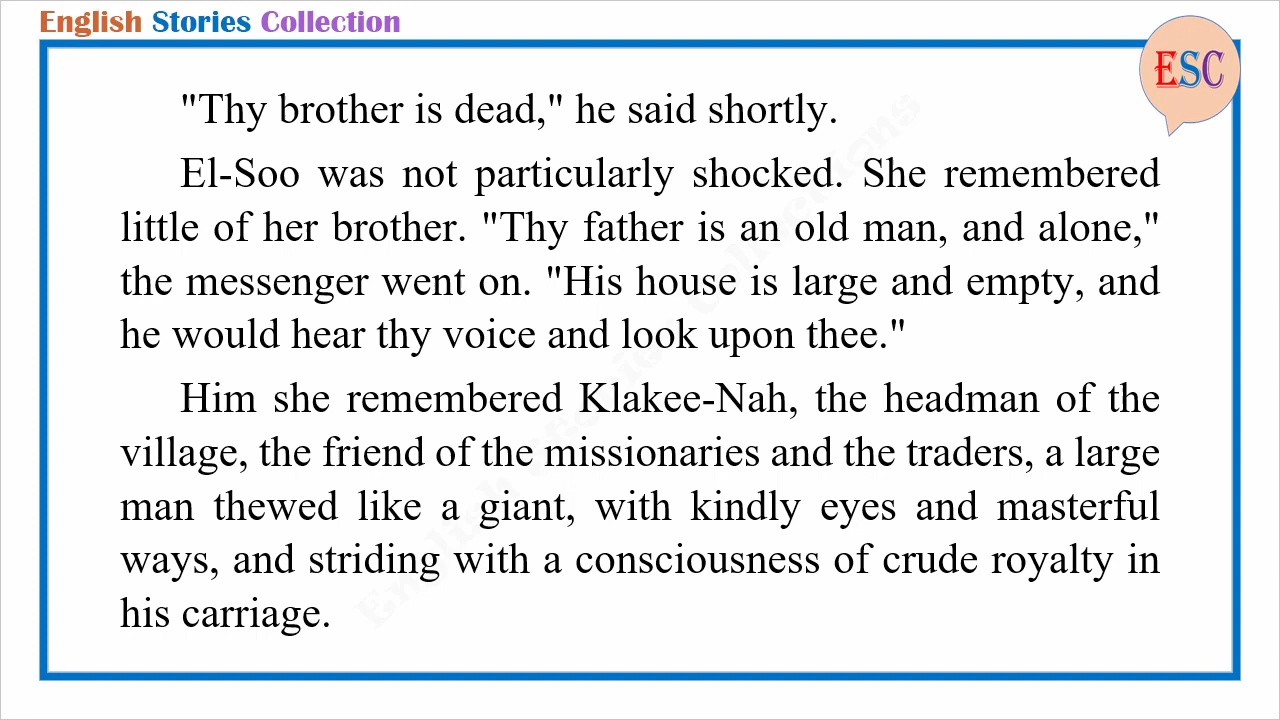 English Stories Collection
ESC
"Thy brother is dead," he said shortly.
El-Soo was not particularly shocked. She remembered
little of her brother. "Thy father is an old man, and alone,"
the messenger went on. "His house is large and empty, and
he would hear thy voice and look upon thee."
Him she remembered Klakee-Nah, the headman of the
village, the friend of the missionaries and the traders, a large
man thewed like a giant, with kindly eyes and masterful
ways, and striding with a consciousness of crude royalty in
his carriage.
English Stories Collections